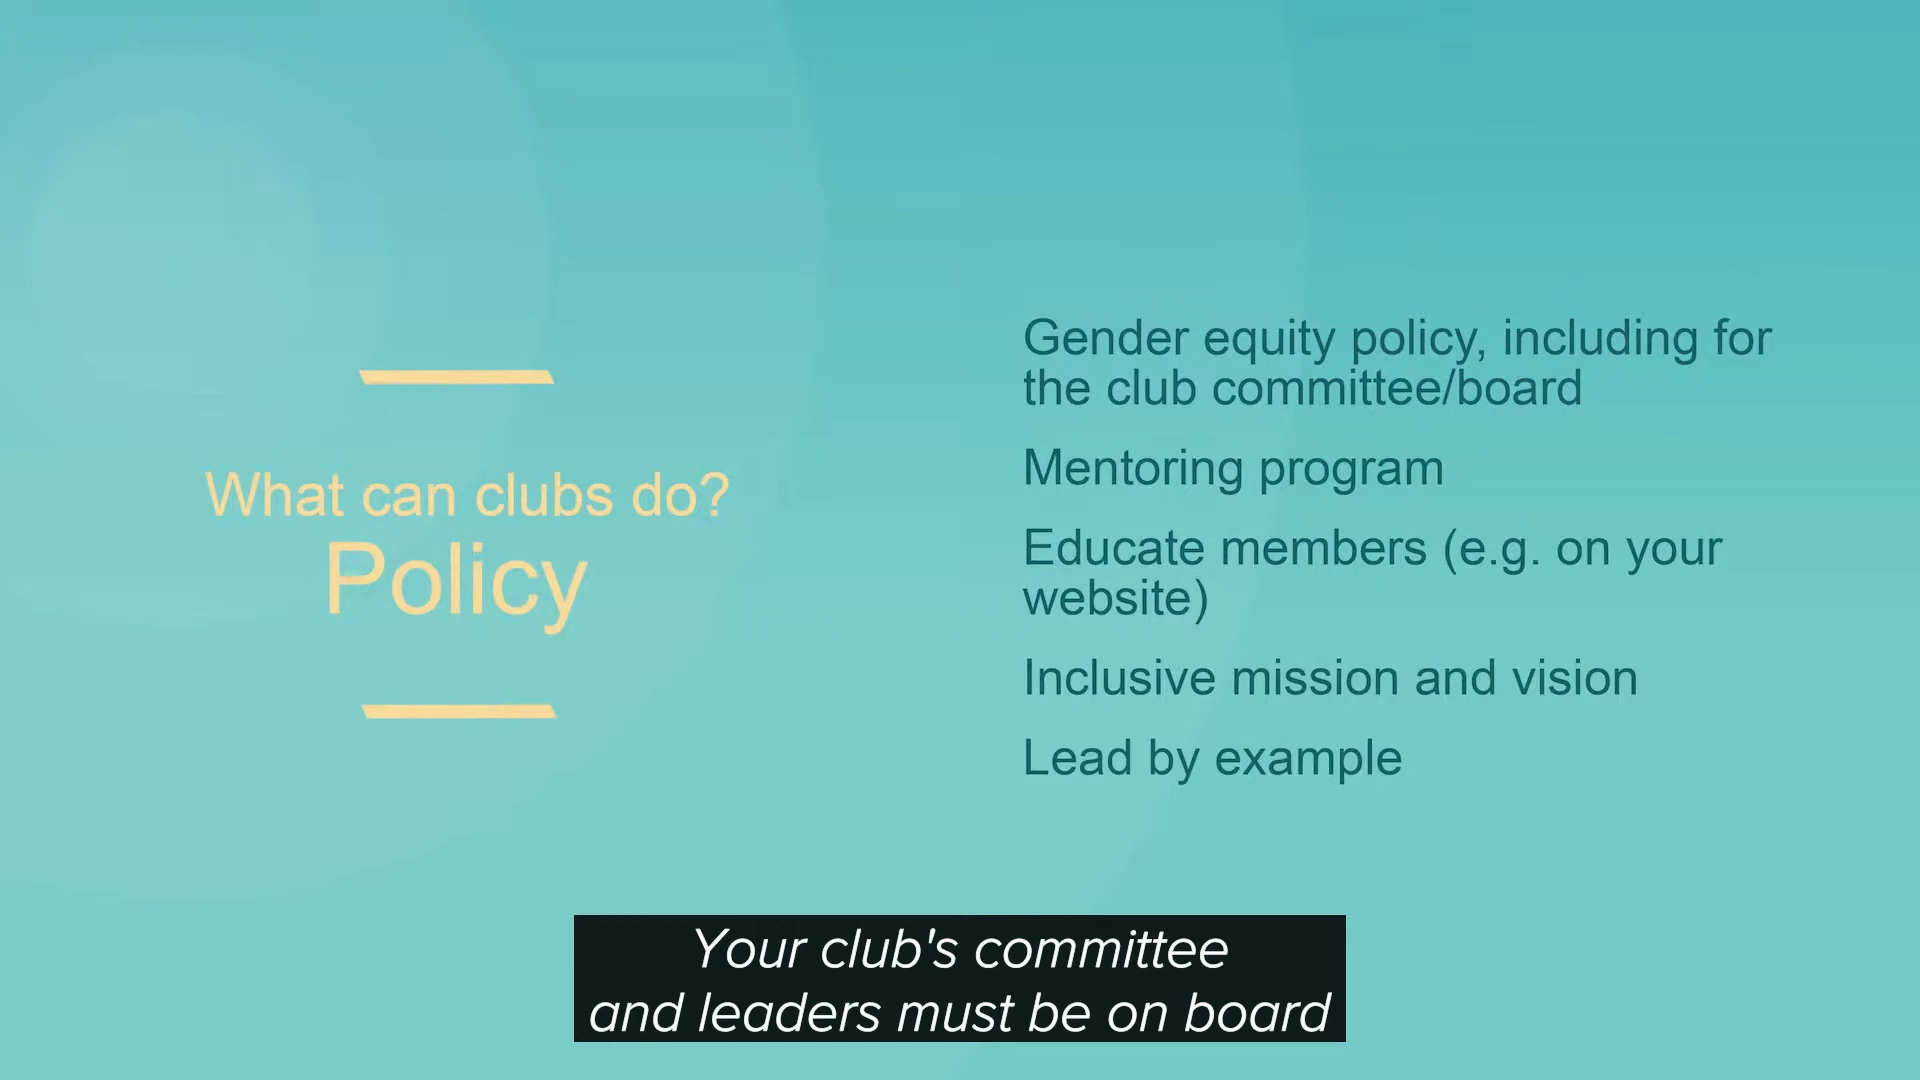 What can clubs do?
Policy
Gender equity policy, including for
the club committee/board
Mentoring program
Educate members (e.g. on your
website)
Inclusive mission and vision
Lead by example
Your club's committee
and leaders must be on board